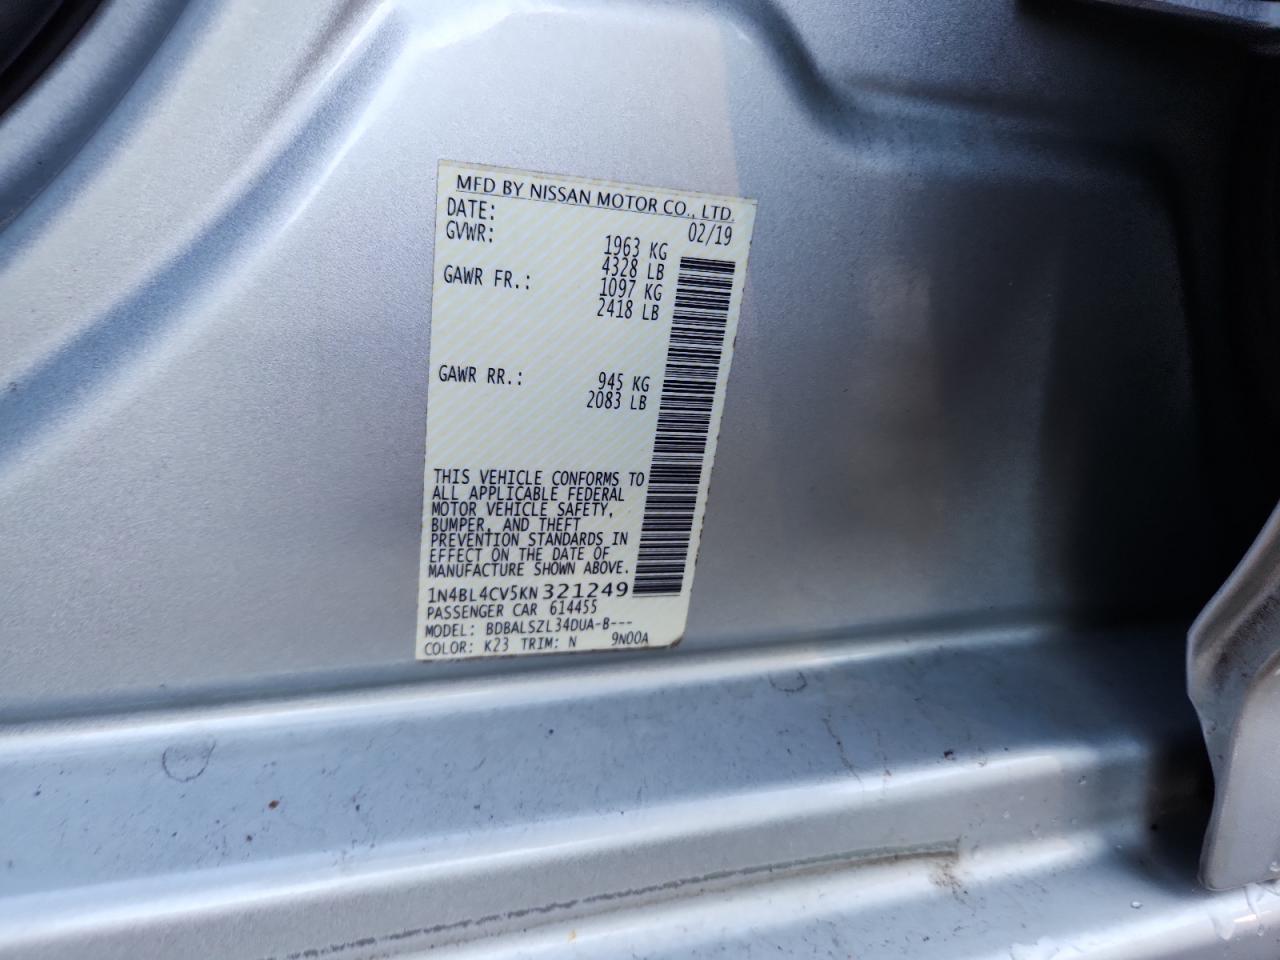 MFD BY NISSAN MOTOR CO., LTD.
DATE: 02/19
GVWR: 1963 KG
4328 LB
GAWR FR.: 1097 KG
2418 LB
GAWR RR.: 945 KG
2083 LB
THIS VEHICLE CONFORMS TO
ALL APPLICABLE FEDERAL
MOTOR VEHICLE SAFETY,
BUMPER, AND THEFT
PREVENTION STANDARDS IN
EFFECT ON THE DATE OF
MANUFACTURE SHOWN ABOVE.
1N4BL4CV5KN321249
PASSENGER CAR 614455
MODEL: BDBALSZL34DUA-B---
COLOR: K23 TRIM: N 9N00A